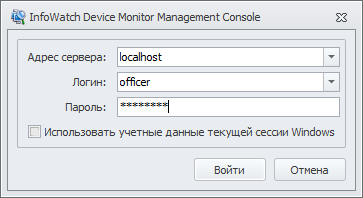 InfoWatch Device Monitor Management Console
Адрес сервера: localhost
Логин: officer
Пароль: ********
Использовать учетные данные текущей сессии Windows
Войти Отмена